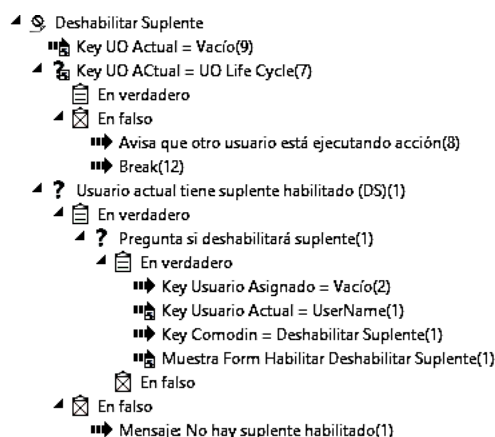 Deshabilitar Suplente
Key UO Actual = Vacío(9)
Key UO ACtual = UO Life Cycle(7)
En verdadero
En falso
Avisa que otro usuario está ejecutando acción(8)
Break(12)
Usuario actual tiene suplente habilitado (DS)(1)
En verdadero
Pregunta si deshabilitará suplente(1)
En verdadero
Key Usuario Asignado = Vacío(2)
Key Usuario Actual = UserName(1)
Key Comodin = Deshabilitar Suplente(1)
Muestra Form Habilitar Deshabilitar Suplente(1)
En falso
En falso
Mensaje: No hay suplente habilitado(1)